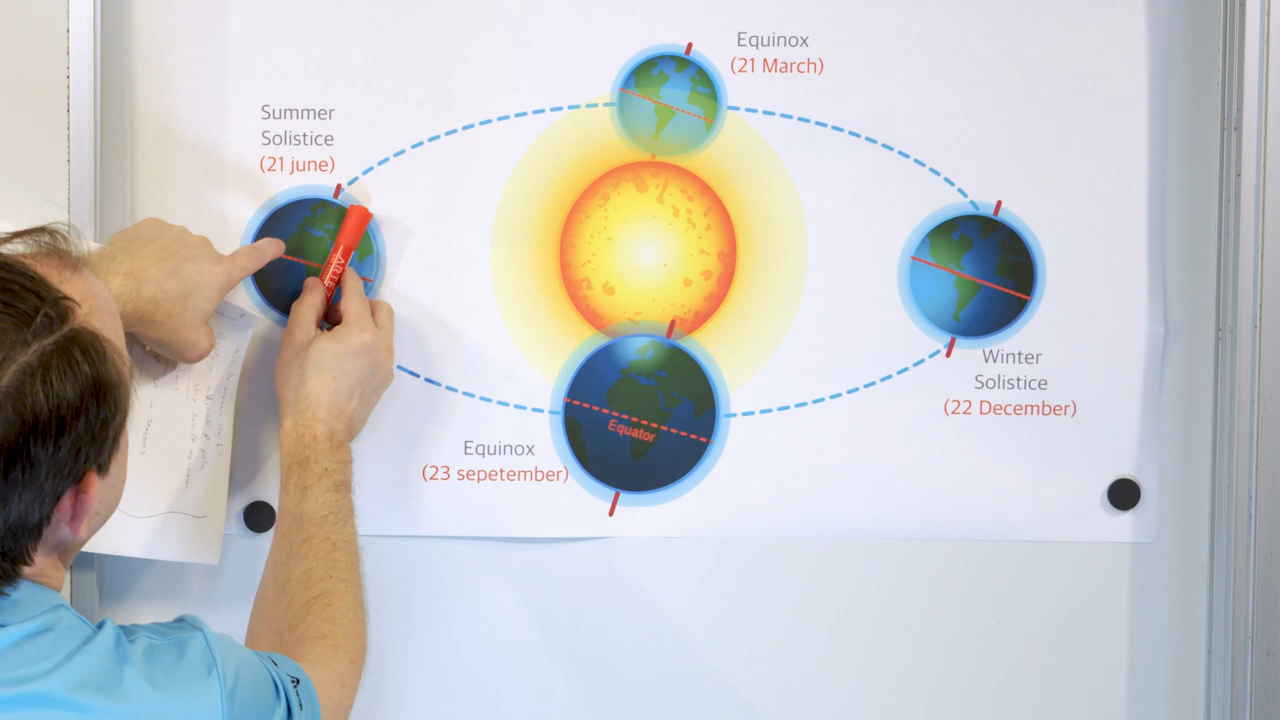 Equinox
(21 March)
Summer
Solistice
(21 june)
Winter
Solistice
(22 December)
Equator
Equinox
(23 sepetember)